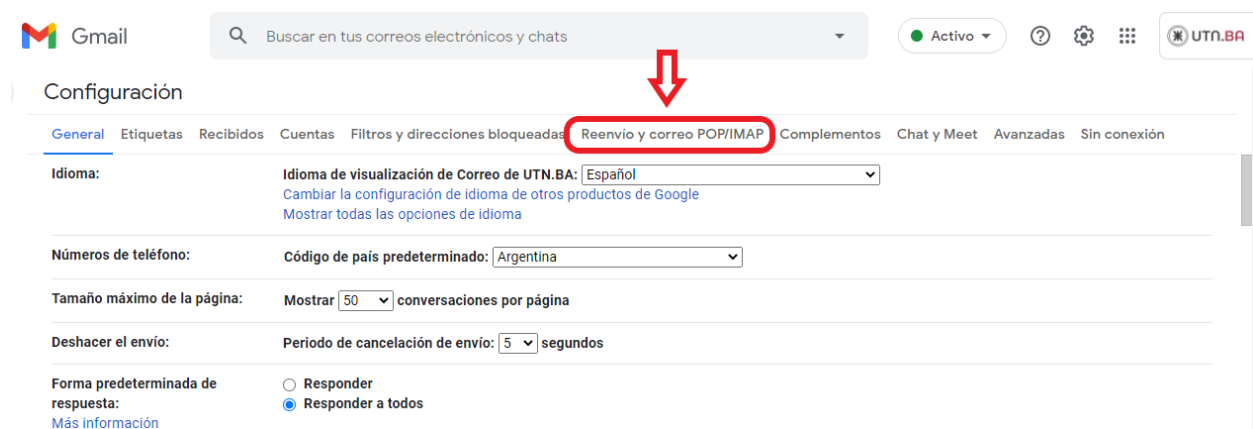 Gmail
Buscar en tus correos electrónicos y chats
Activo
UTN.BA
Configuración
General Etiquetas Recibidos Cuentas Filtros y direcciones bloqueadas Reenvío y correo POP/IMAP Complementos Chat y Meet Avanzadas Sin conexión
Idioma: Idioma de visualización de Correo de UTN.BA: Español
Cambiar la configuración de idioma de otros productos de Google
Mostrar todas las opciones de idioma
Números de teléfono: Código de país predeterminado: Argentina
Tamaño máximo de la página: Mostrar 50 conversaciones por página
Deshacer el envío: Periodo de cancelación de envío: 5 segundos
Forma predeterminada de Responder
respuesta: Responder a todos
Más información